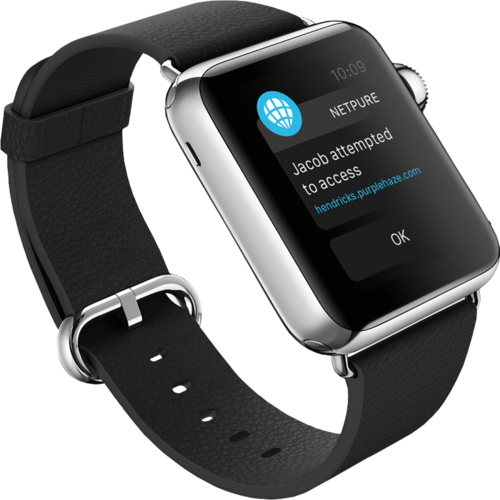 10:09
NETPURE
Jacob attempted
to access
hendricks.purplehaze.com
OK